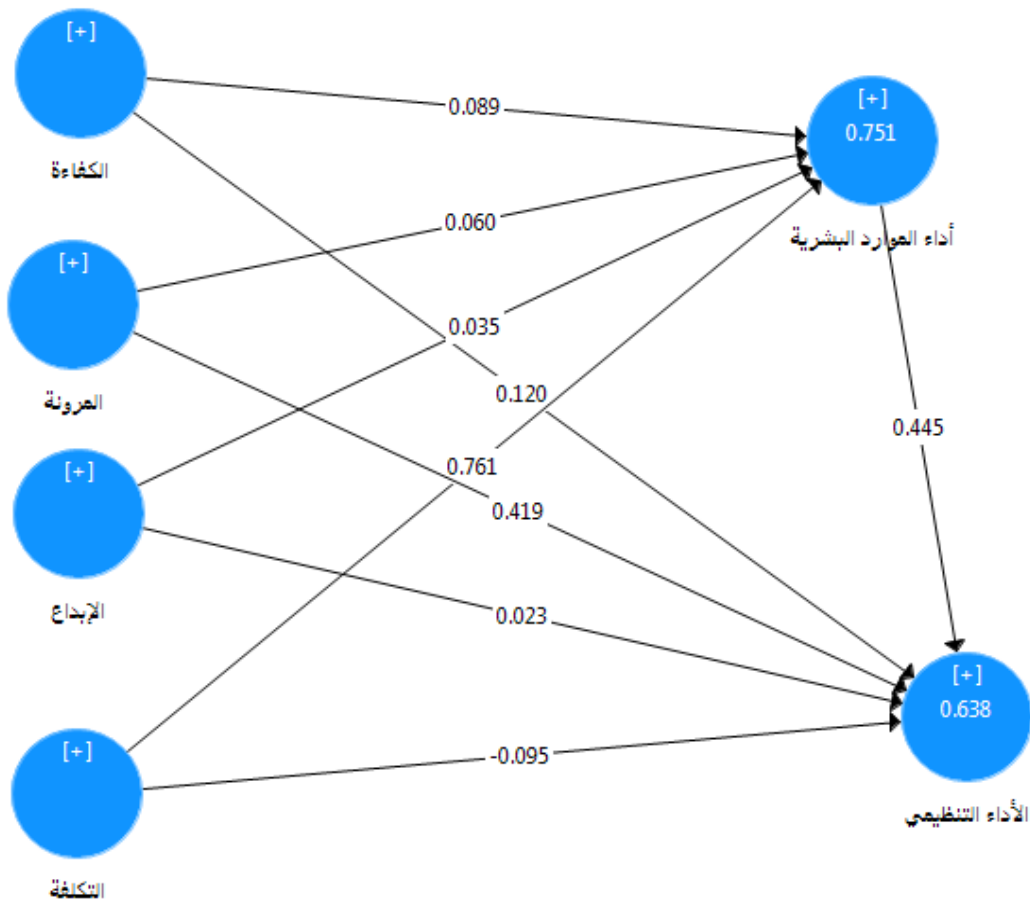 [+]
الكفاءة
[+]
المرونة
[+]
الإبداع
[+]
التكلفة
0.089
0.060
0.035
0.120
0.761
0.419
0.023
-0.095
[+]
0.751
أداء الموارد البشرية
0.445
[+]
0.638
الأداء التنظيمي